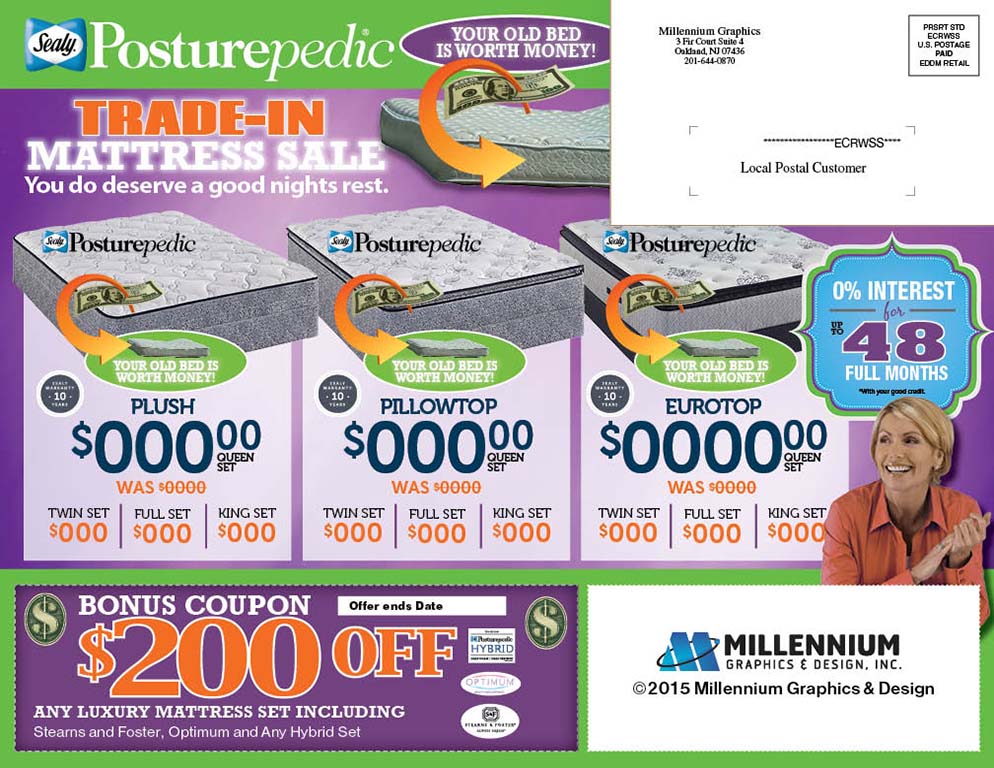 Sealy
Posturepedic®
YOUR OLD BED
IS WORTH MONEY!
Millennium Graphics
3 Fir Court Suite 4
Oakland, NJ 07436
201-644-0870
PRSRT STD
ECRWSS
U.S. POSTAGE
PAID
EDDM RETAIL
******************ECRWSS****
Local Postal Customer
TRADE-IN
MATTRESS SALE
You do deserve a good nights rest.
Sealy Posturepedic
YOUR OLD BED IS
WORTH MONEY!
SEALY
WARRANTY
10
YEARS
PLUSH
$000.00
QUEEN
SET
WAS $0000
TWIN SET
$000
FULL SET
$000
KING SET
$000
Sealy Posturepedic
YOUR OLD BED IS
WORTH MONEY!
SEALY
WARRANTY
10
YEARS
PILLOWTOP
$000.00
QUEEN
SET
WAS $0000
TWIN SET
$000
FULL SET
$000
KING SET
$000
Sealy Posturepedic
YOUR OLD BED IS
WORTH MONEY!
SEALY
WARRANTY
10
YEARS
EUROTOP
$0000.00
QUEEN
SET
WAS $0000
TWIN SET
$000
FULL SET
$000
KING SET
$000
0% INTEREST
for
UP TO
48
FULL MONTHS
*With your good credit.
BONUS COUPON
Offer ends Date
$200 OFF
Posturepedic
HYBRID
OPTIMUM
S&F
STEARNS & FOSTER
ANY LUXURY MATTRESS SET INCLUDING
Stearns and Foster, Optimum and Any Hybrid Set
MILLENNIUM
GRAPHICS & DESIGN, INC.
©2015 Millennium Graphics & Design